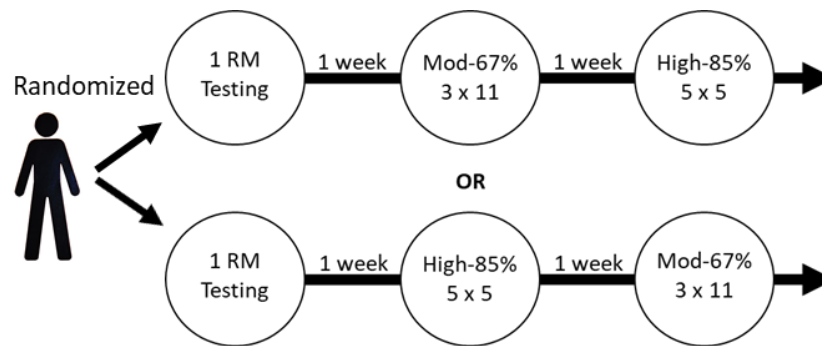 Randomized
1 RM
Testing
1 week
Mod-67%
3 x 11
1 week
High-85%
5 x 5
OR
1 RM
Testing
1 week
High-85%
5 x 5
1 week
Mod-67%
3 x 11